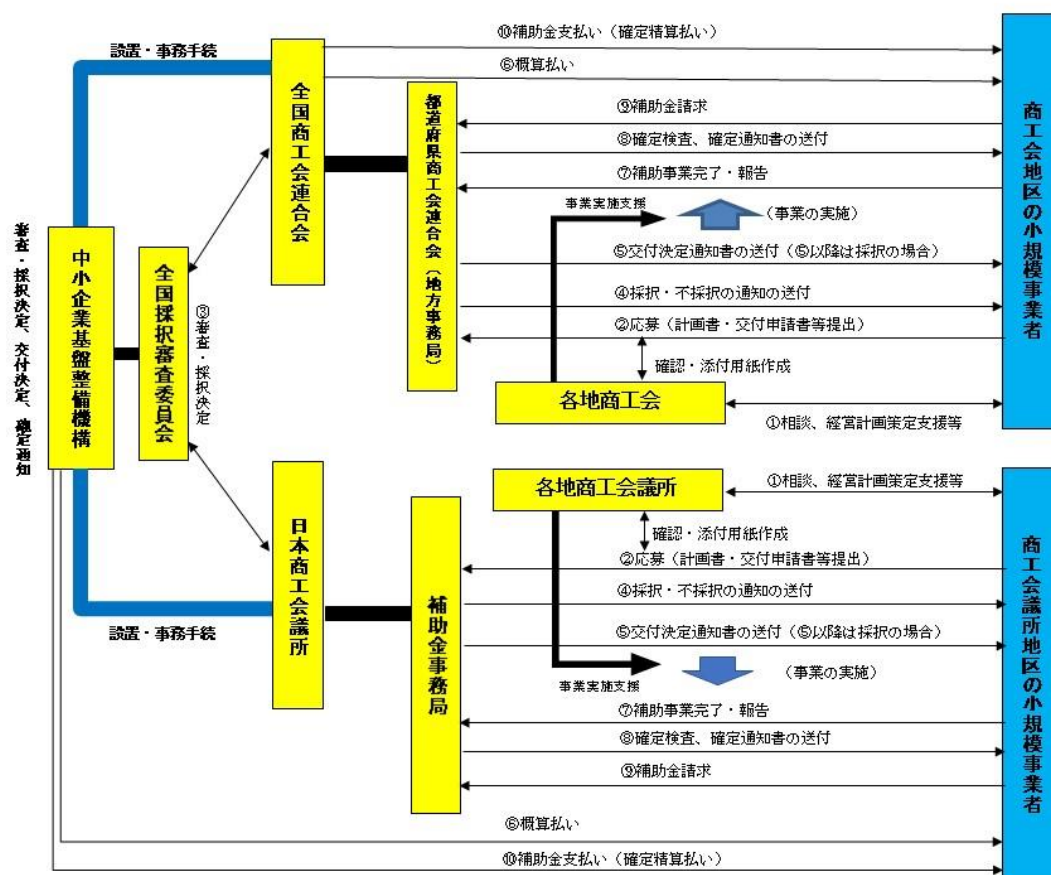 設置・事務手続
⑩補助金支払い（確定精算払い）
⑥概算払い
全国商工会連合会
都道府県商工会連合会（地方事務局）
⑨補助金請求
⑧確定検査、確定通知書の送付
⑦補助事業完了・報告
事業実施支援
（事業の実施）
⑤交付決定通知書の送付（⑤以降は採択の場合）
④採択・不採択の通知の送付
②応募（計画書・交付申請書等提出）
確認・添付用紙作成
各地商工会
①相談、経営計画策定支援等
商工会地区の小規模事業者
審査・採択決定、交付決定、確定通知
中小企業基盤整備機構
全国採択審査委員会
③審査・採択決定
各地商工会議所
①相談、経営計画策定支援等
確認・添付用紙作成
②応募（計画書・交付申請書等提出）
④採択・不採択の通知の送付
⑤交付決定通知書の送付（⑤以降は採択の場合）
（事業の実施）
事業実施支援
日本商工会議所
設置・事務手続
補助金事務局
⑦補助事業完了・報告
⑧確定検査、確定通知書の送付
⑨補助金請求
⑥概算払い
⑩補助金支払い（確定精算払い）
商工会議所地区の小規模事業者